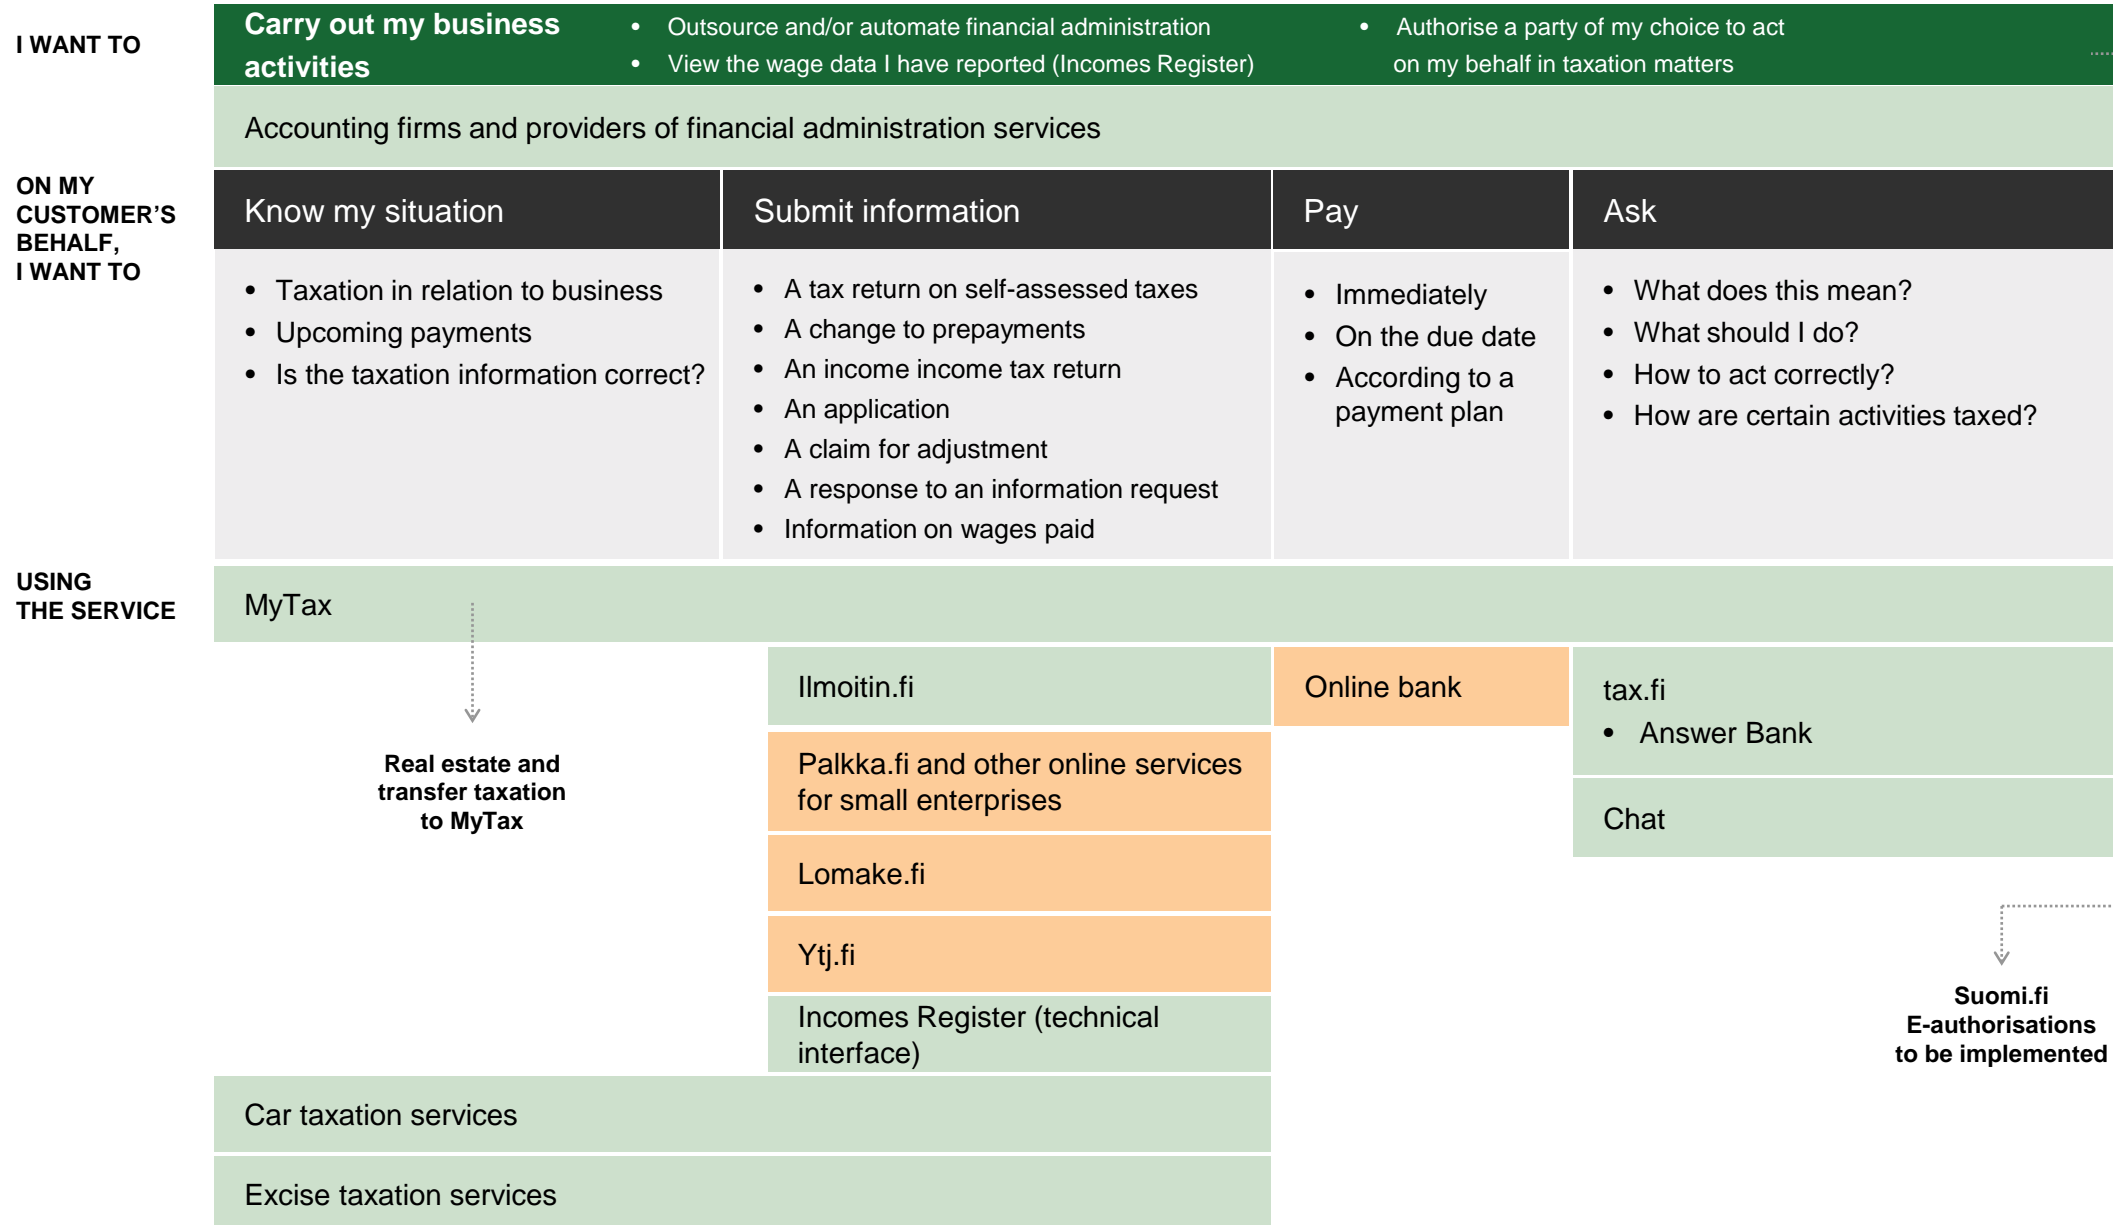 I WANT TO
Carry out my business
activities
• Outsource and/or automate financial administration
• View the wage data I have reported (Incomes Register)
• Authorise a party of my choice to act
on my behalf in taxation matters
Accounting firms and providers of financial administration services
ON MY
CUSTOMER'S
BEHALF,
I WANT TO
Know my situation
• Taxation in relation to business
• Upcoming payments
• Is the taxation information correct?
Submit information
• A tax return on self-assessed taxes
• A change to prepayments
• An income income tax return
• An application
• A claim for adjustment
• A response to an information request
• Information on wages paid
Pay
• Immediately
• On the due date
• According to a
payment plan
Ask
• What does this mean?
• What should I do?
• How to act correctly?
• How are certain activities taxed?
USING
THE SERVICE
MyTax
Real estate and
transfer taxation
to MyTax
Ilmoitin.fi
Palkka.fi and other online services
for small enterprises
Lomake.fi
Ytj.fi
Incomes Register (technical
interface)
Online bank
tax.fi
• Answer Bank
Chat
Suomi.fi
E-authorisations
to be implemented
Car taxation services
Excise taxation services